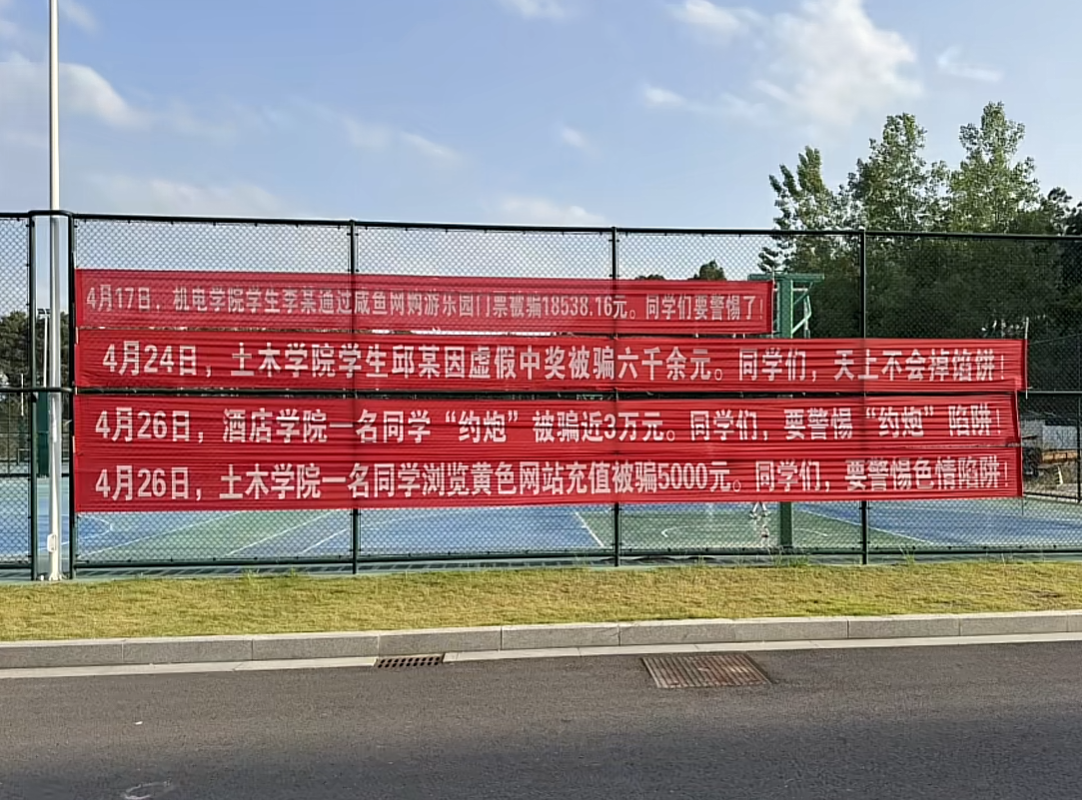 4月17日，机电学院学生李某通过咸鱼网购游乐园门票被骗18538.16元。同学们要警惕了！
4月24日，土木学院学生邱某因虚假中奖被骗六千余元。同学们，天上不会掉馅饼！
4月26日，酒店学院一名同学“约炮”被骗近3万元。同学们，要警惕“约炮”陷阱！
4月26日，土木学院一名同学浏览黄色网站充值被骗5000元。同学们，要警惕色情陷阱！